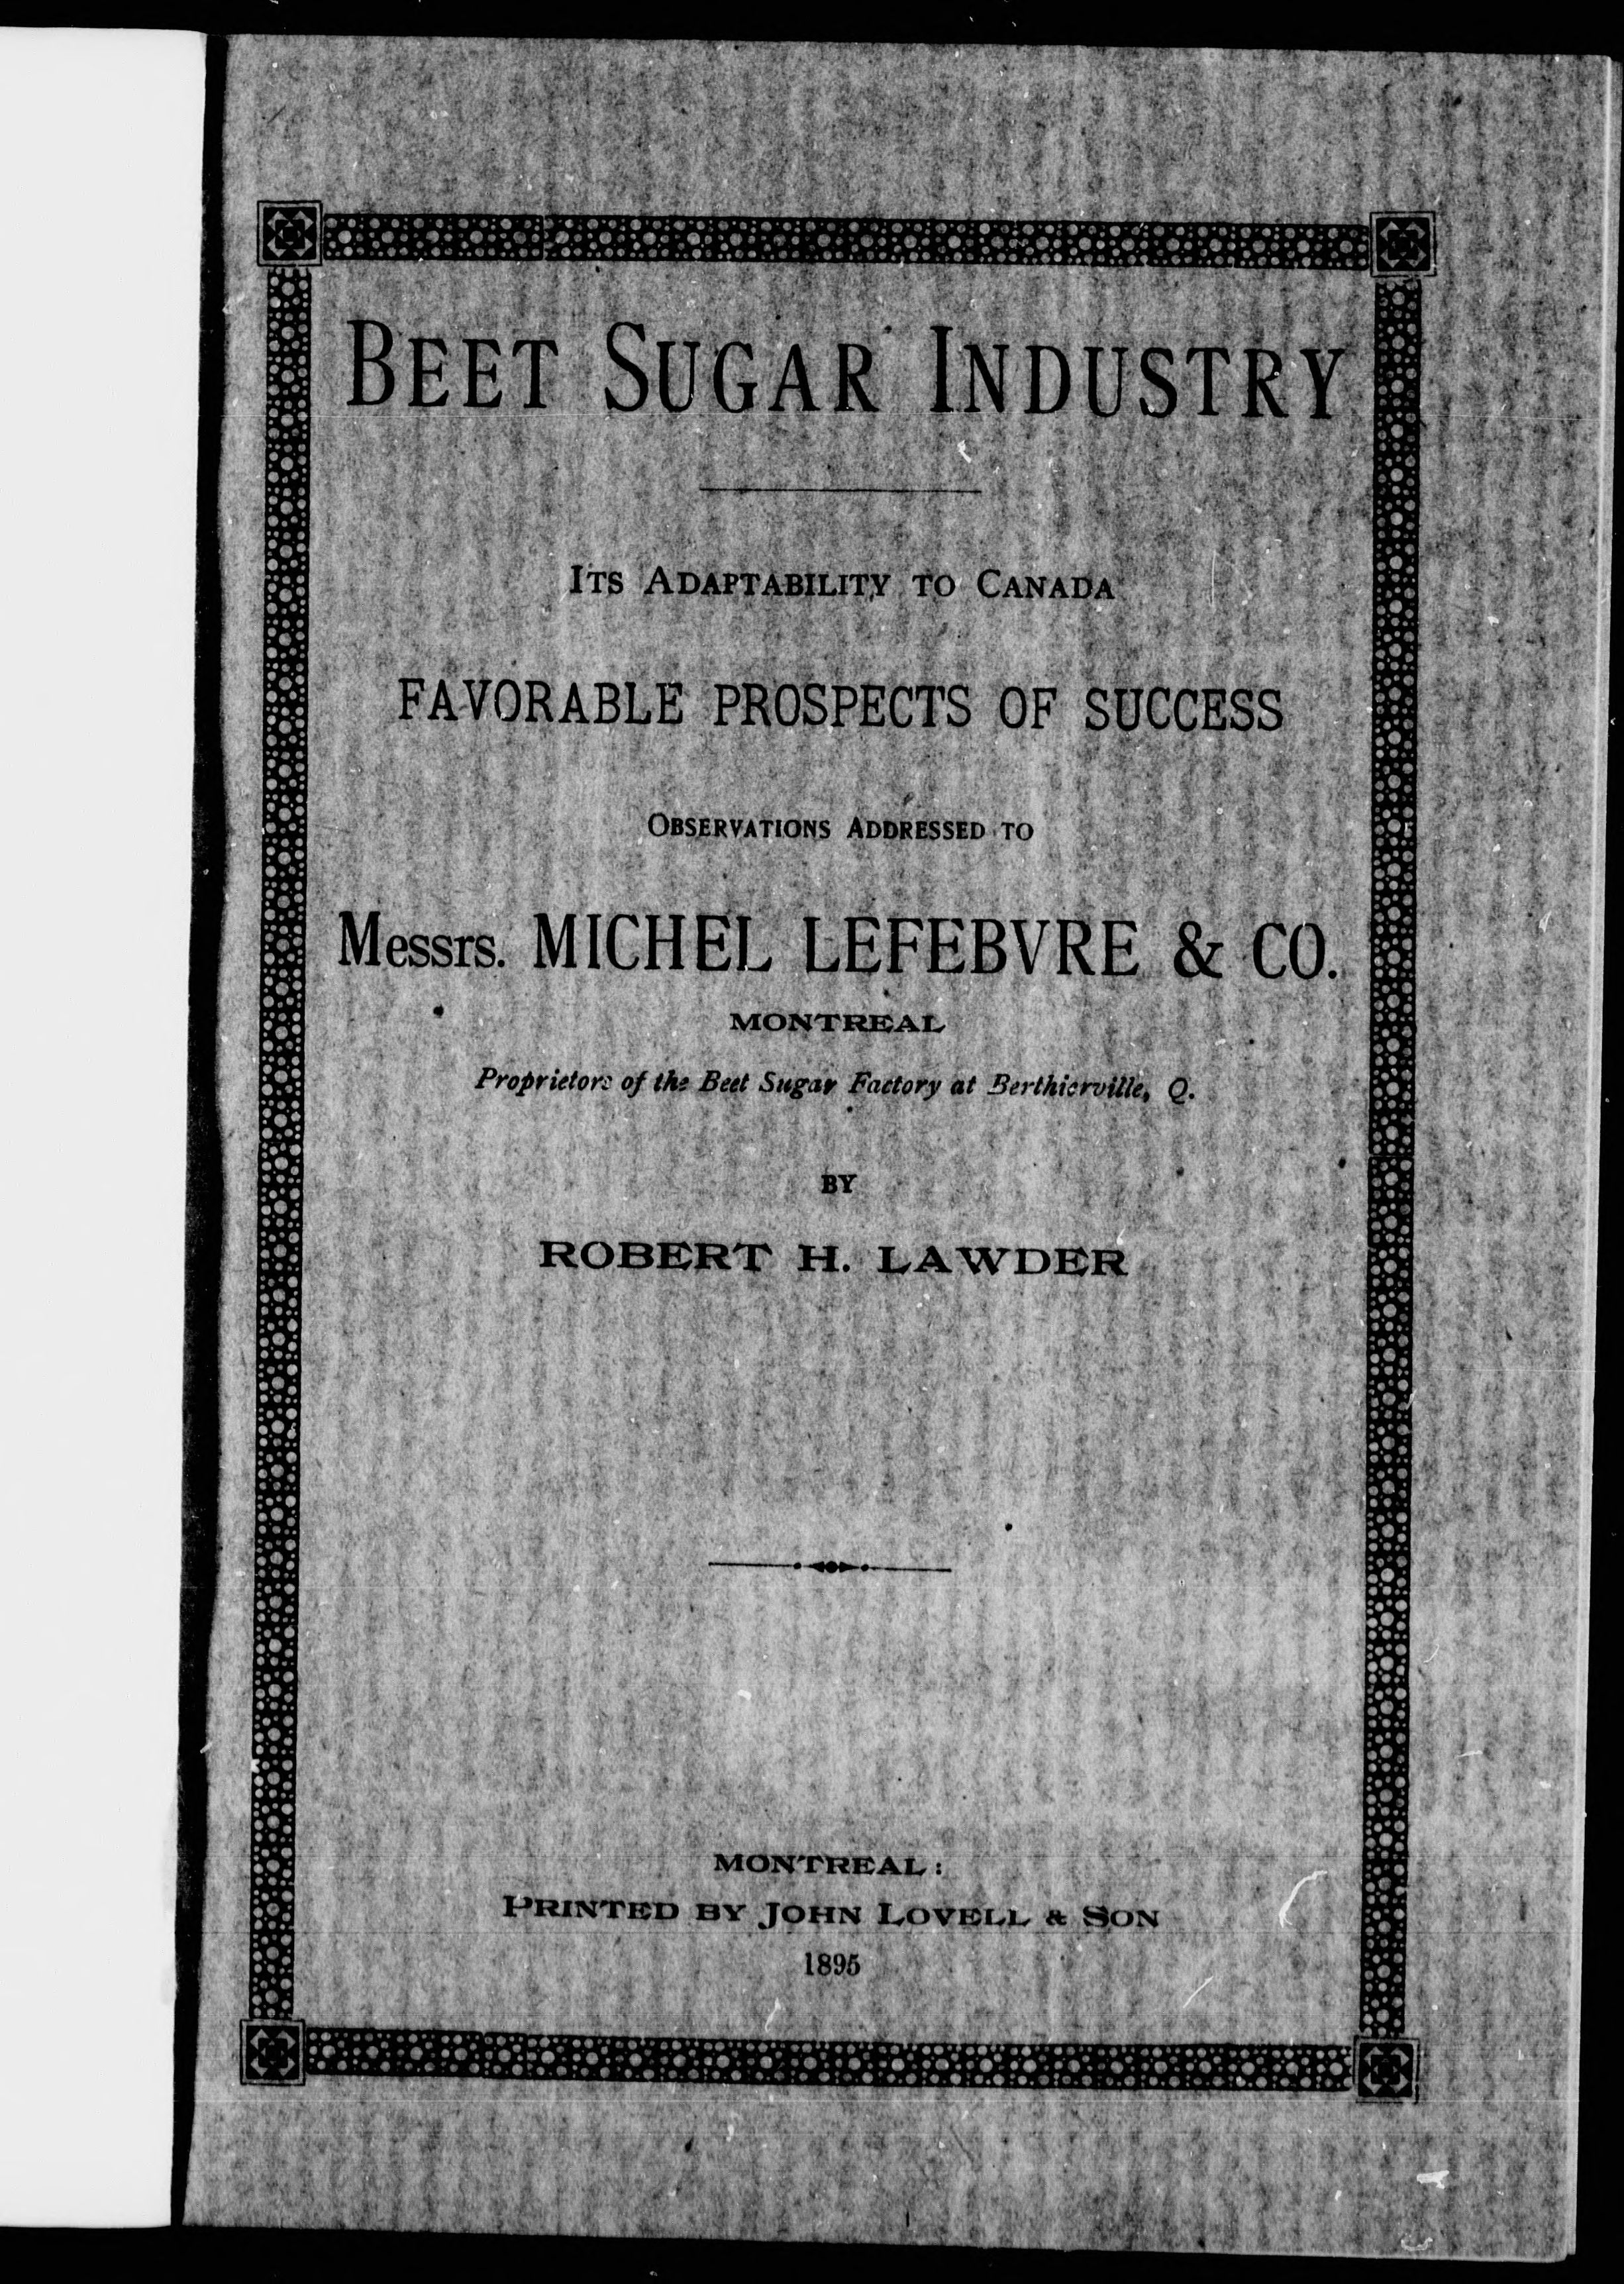 BEET SUGAR INDUSTRY
ITS ADAPTABILITY TO CANADA
FAVORABLE PROSPECTS OF SUCCESS
OBSERVATIONS ADDRESSED TO
Messrs. MICHEL LEFEBVRE & CO.
MONTREAL
Proprietors of the Beet Sugar Factory at Berthierville, Q.
BY
ROBERT H. LAWDER
MONTREAL:
PRINTED BY JOHN LOVELL & SON
1895